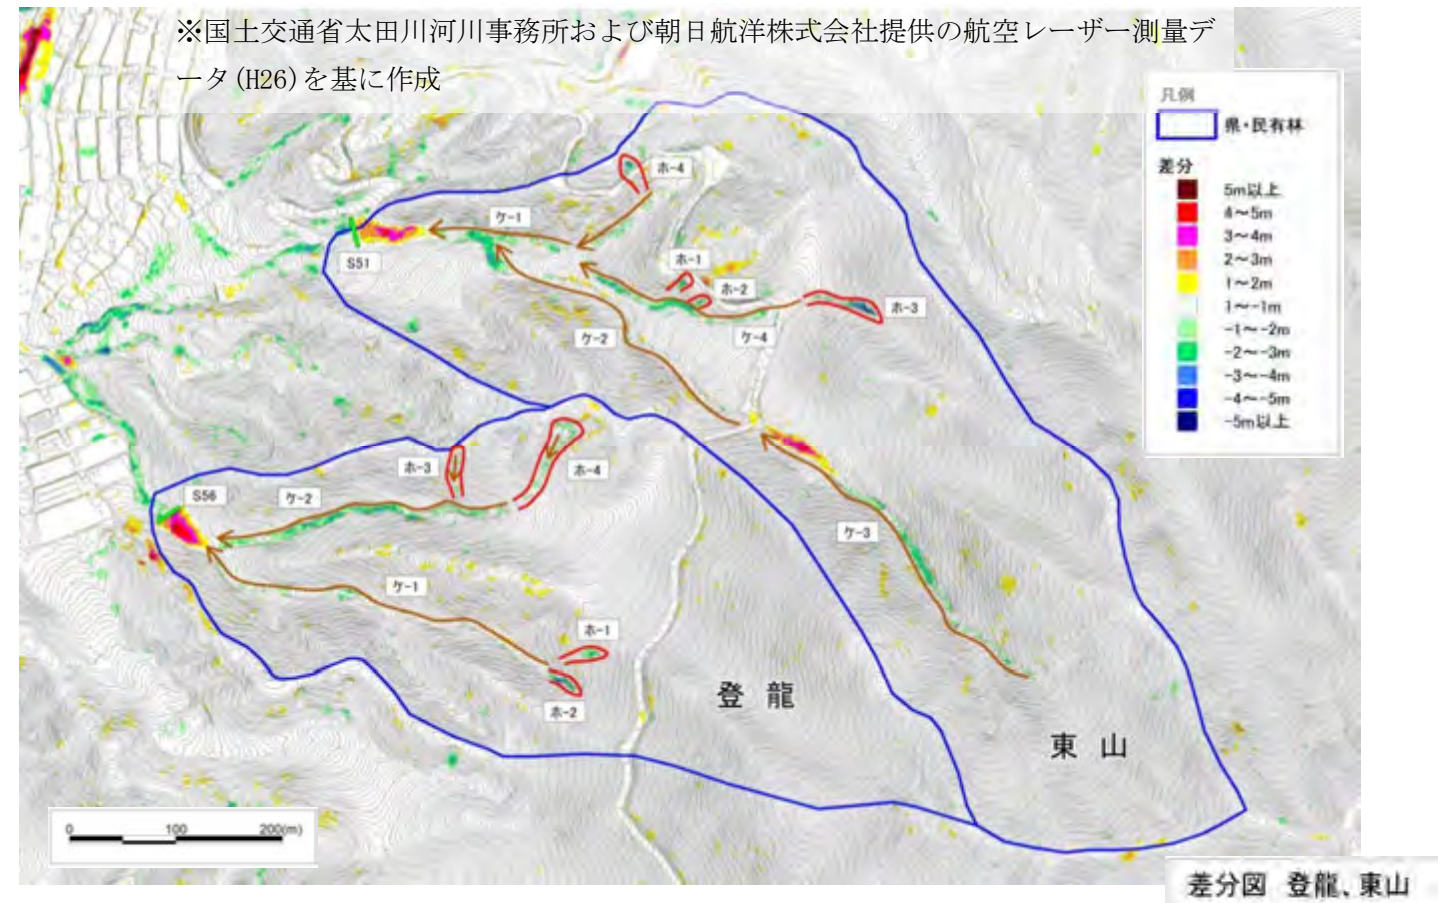 ※国土交通省太田川河川事務所および朝日航洋株式会社提供の航空レーザー測量デ
ータ(H26)を基に作成
凡例
県・民有林
差分
5m以上
4～5m
3～4m
2～3m
1～2m
1～-1m
-1～-2m
-2～-3m
-3～-4m
-4～-5m
-5m以上
ホ-4
ケ-1
S51
ホ-1
ホ-2
ホ-3
ケ-2
ケ-4
ホ-3
ホ-4
S56
ケ-2
ケ-3
ケ-1
ホ-1
ホ-2
登龍
東山
0 100 200(m)
差分図 登龍、東山